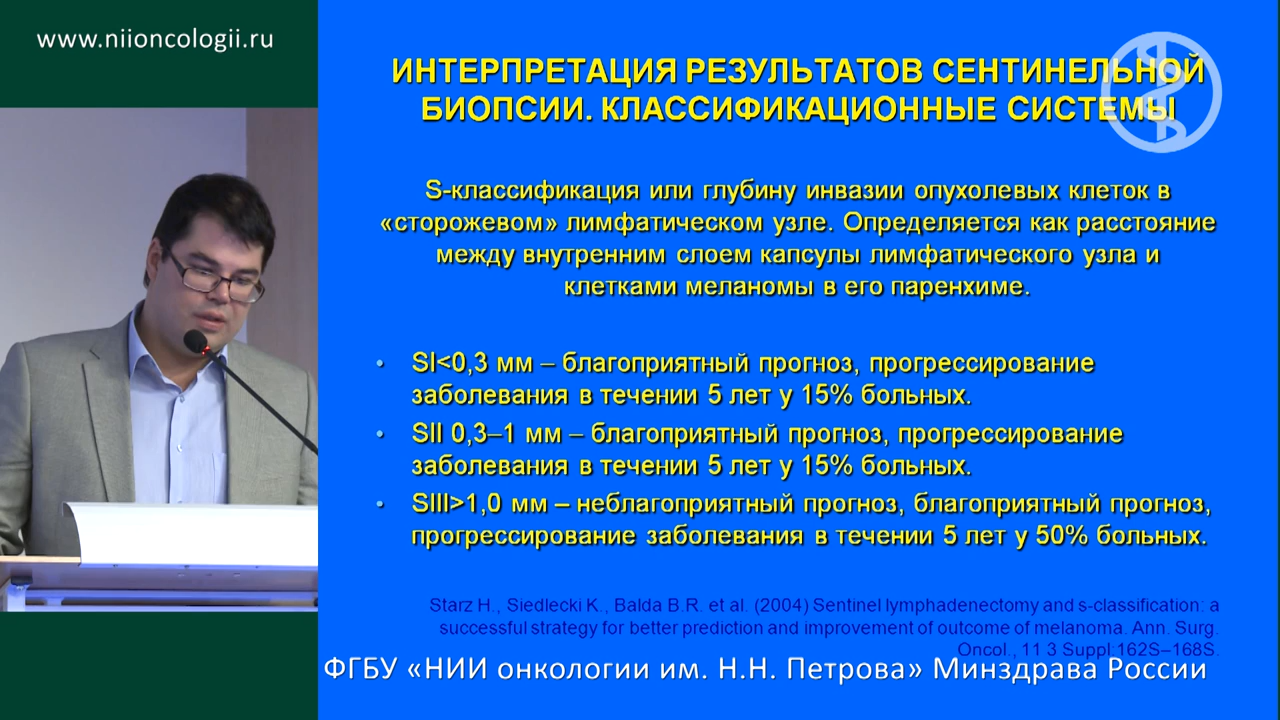 www.niioncologii.ru
ИНТЕРПРЕТАЦИЯ РЕЗУЛЬТАТОВ СЕНТИНЕЛЬНОЙ
БИОПСИИ. КЛАССИФИКАЦИОННЫЕ СИСТЕМЫ
S-классификация или глубину инвазии опухолевых клеток в
«сторожевом» лимфатическом узле. Определяется как расстояние
между внутренним слоем капсулы лимфатического узла и
клетками меланомы в его паренхиме.
• SI<0,3 мм – благоприятный прогноз, прогрессирование
заболевания в течении 5 лет у 15% больных.
• SII 0,3–1 мм – благоприятный прогноз, прогрессирование
заболевания в течении 5 лет у 15% больных.
• SIII>1,0 мм – неблагоприятный прогноз, благоприятный прогноз,
прогрессирование заболевания в течении 5 лет у 50% больных.
Starz H., Siedlecki K., Balda B.R. et al. (2004) Sentinel lymphadenectomy and s-classification: a
successful strategy for better prediction and improvement of outcome of melanoma. Ann. Surg.
Oncol., 11 3 Suppl:162S–168S.
ФГБУ «НИИ онкологии им. Н.Н. Петрова» Минздрава России